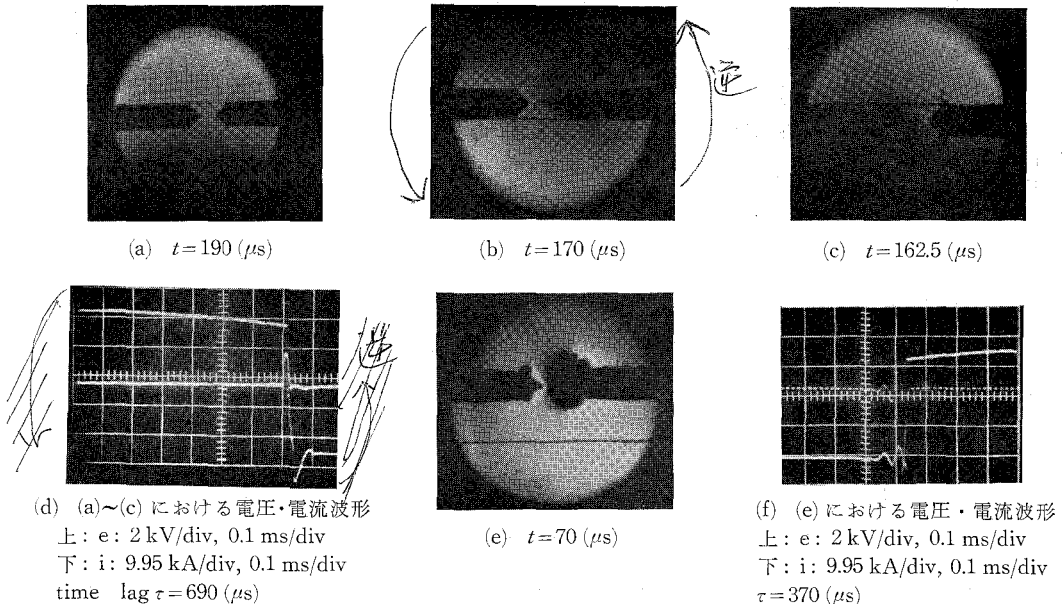 逆
(a) t=190 (μs)
(b) t=170 (μs)
(c) t=162.5 (μs)
(d) (a)~(c) における電圧・電流波形
上: e: 2 kV/div, 0.1 ms/div
下: i: 9.95 kA/div, 0.1 ms/div
time lag τ=690 (μs)
(e) t=70 (μs)
(f) (e) における電圧・電流波形
上: e: 2 kV/div, 0.1 ms/div
下: i: 9.95 kA/div, 0.1 ms/div
τ=370 (μs)